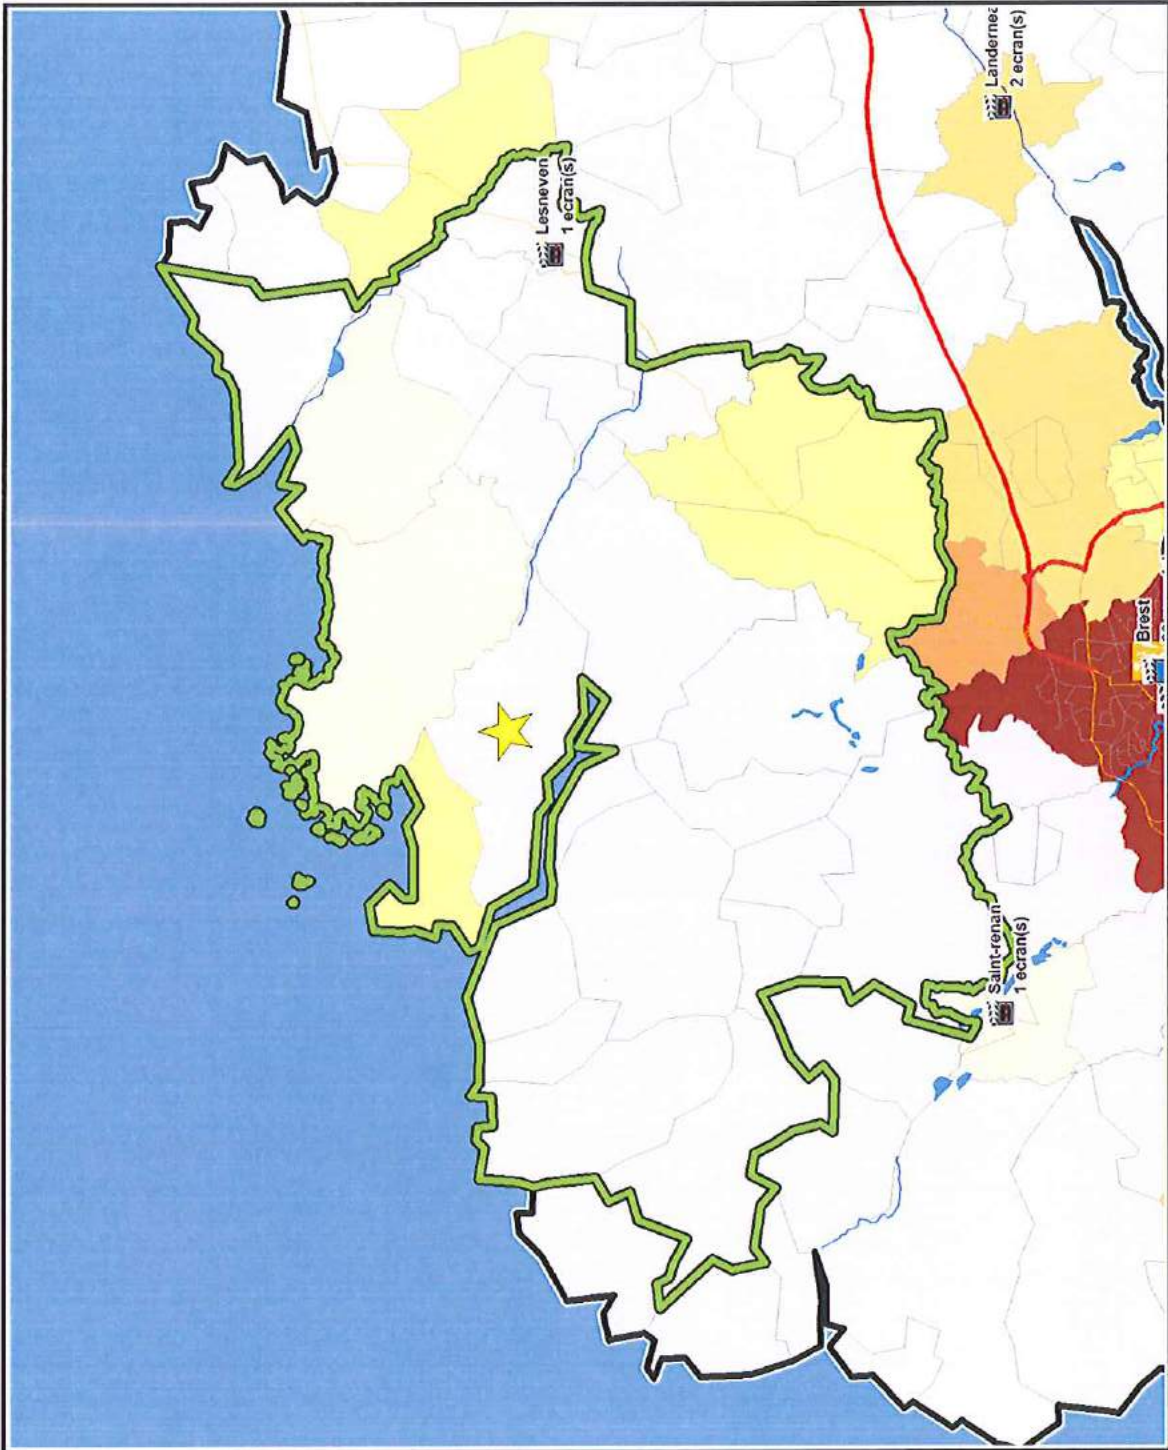 Landernea
2 ecran(s)
Lesneven
1 ecran(s)
Brest
Saint-renan
1 ecran(s)